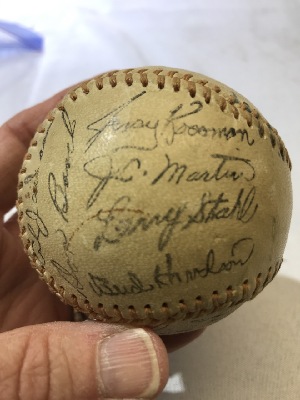 Jerry Koosman
J.C. Martin
Larry Stahl
Bud Harrelson